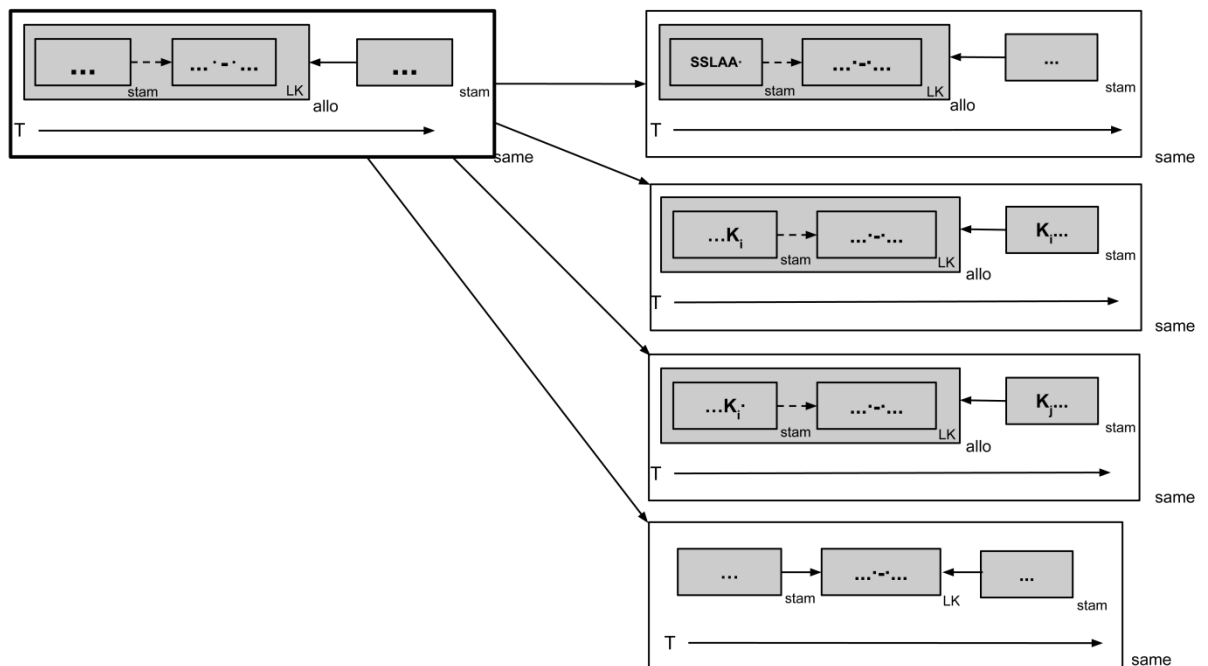 ... ...·-·... ...
stam LK stam
allo
T
same
SSLAA· ...·-·... ...
stam LK stam
allo
T
same
...Kᵢ ...·-·... Kᵢ...
stam LK stam
allo
T
same
...Kᵢ· ...·-·... Kⱼ...
stam LK stam
allo
T
same
... ...·-·... ...
stam LK stam
T
same